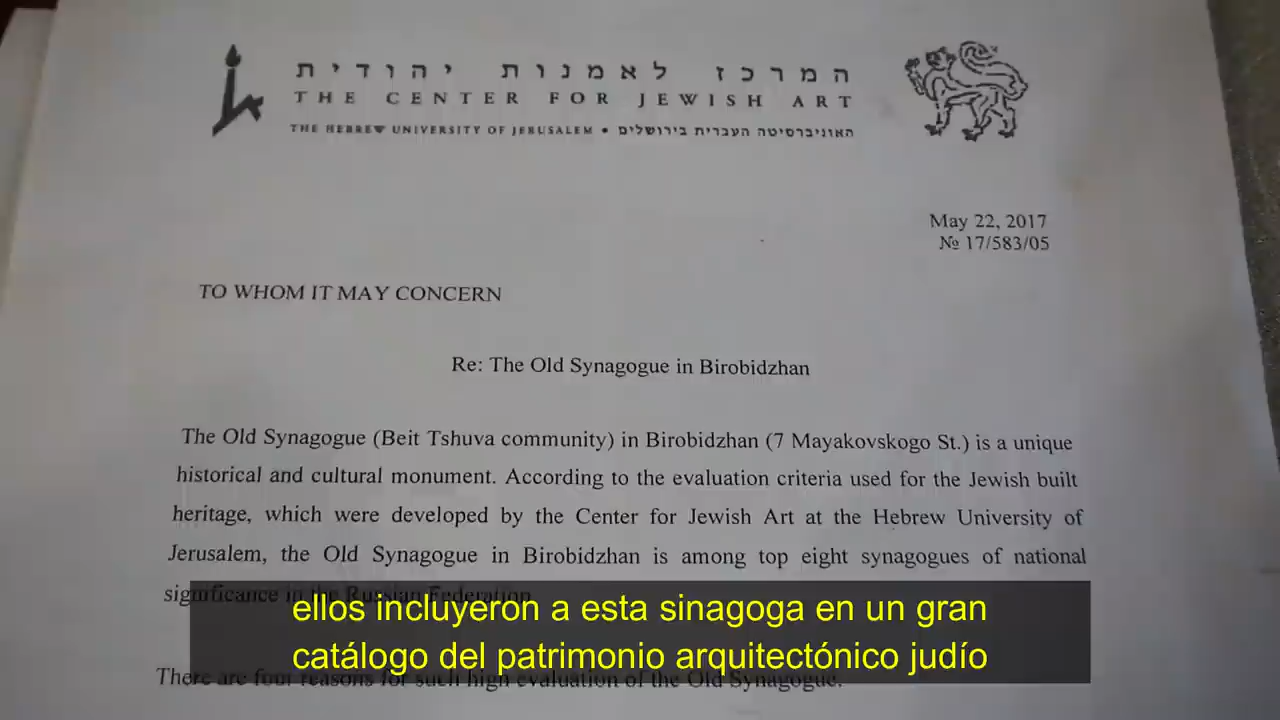 המרכז לאמנות יהודית
THE CENTER FOR JEWISH ART
THE HEBREW UNIVERSITY OF JERUSALEM • האוניברסיטה העברית בירושלים
May 22, 2017
№ 17/583/05
TO WHOM IT MAY CONCERN
Re: The Old Synagogue in Birobidzhan
The Old Synagogue (Beit Tshuva community) in Birobidzhan (7 Mayakovskogo St.) is a unique
historical and cultural monument. According to the evaluation criteria used for the Jewish built
heritage, which were developed by the Center for Jewish Art at the Hebrew University of
Jerusalem, the Old Synagogue in Birobidzhan is among top eight synagogues of national
significance in the Russian Federation.
ellos incluyeron a esta sinagoga en un gran
catálogo del patrimonio arquitectónico judío
There are four reasons for such high evaluation of the Old Synagogue.